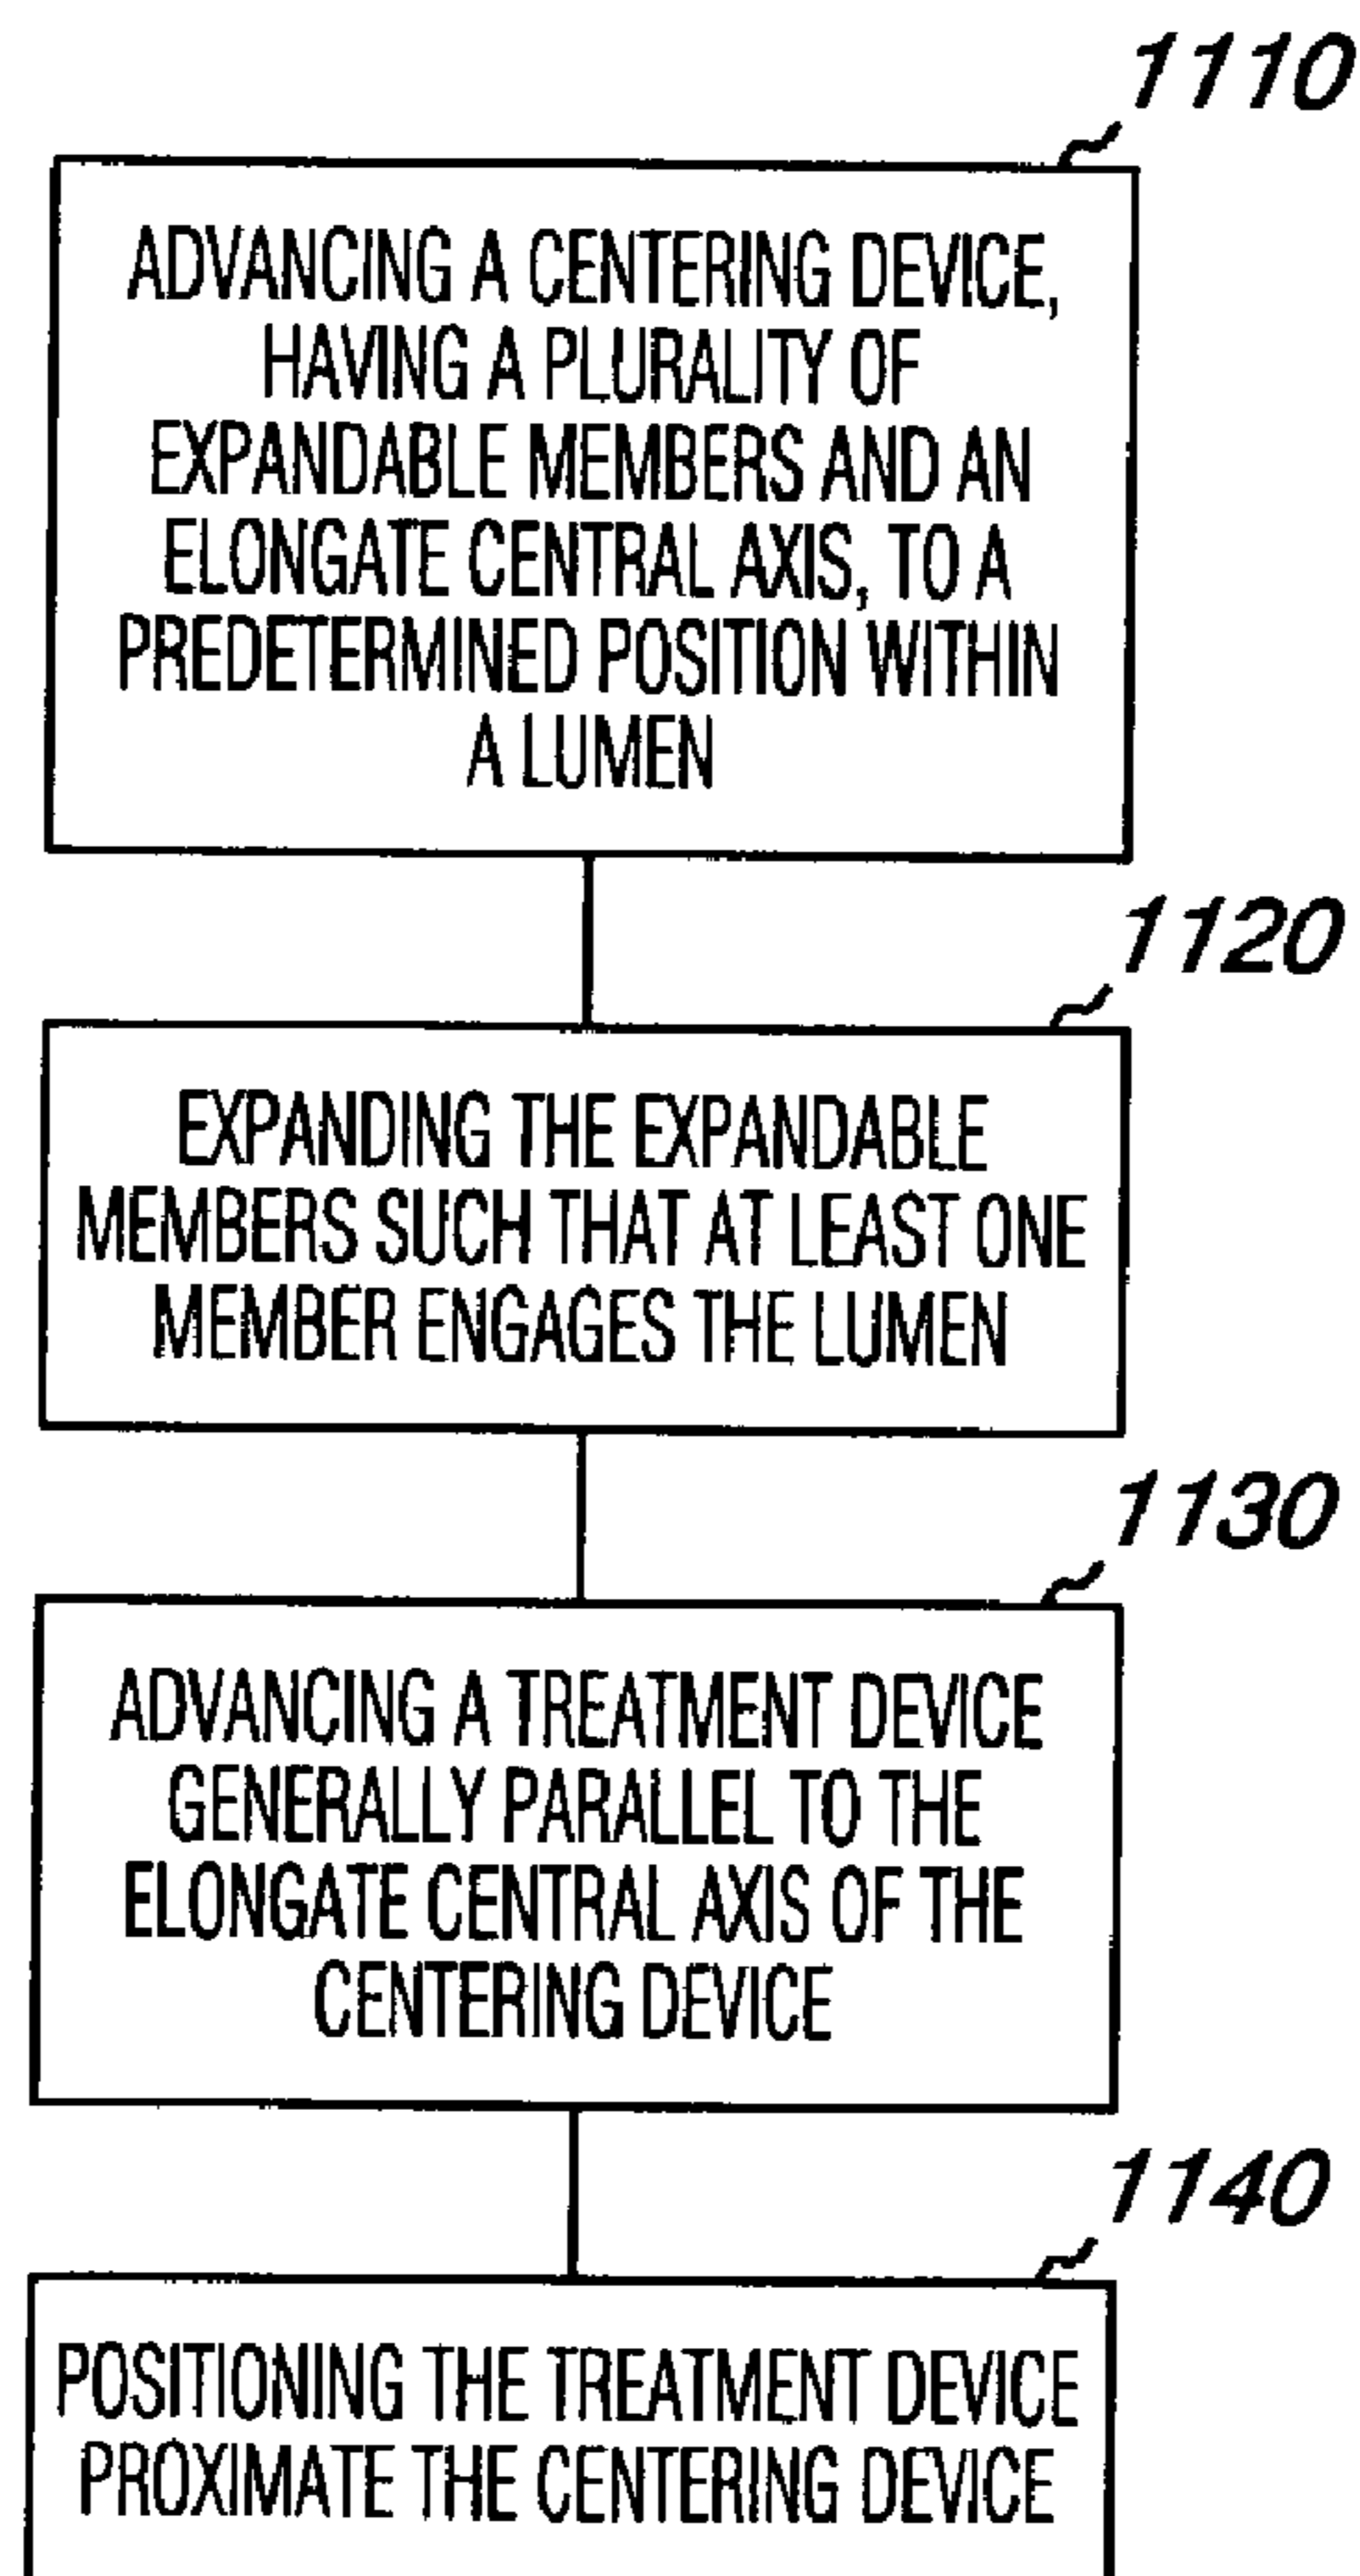 1110
ADVANCING A CENTERING DEVICE,
HAVING A PLURALITY OF
EXPANDABLE MEMBERS AND AN
ELONGATE CENTRAL AXIS, TO A
PREDETERMINED POSITION WITHIN
A LUMEN
1120
EXPANDING THE EXPANDABLE
MEMBERS SUCH THAT AT LEAST ONE
MEMBER ENGAGES THE LUMEN
1130
ADVANCING A TREATMENT DEVICE
GENERALLY PARALLEL TO THE
ELONGATE CENTRAL AXIS OF THE
CENTERING DEVICE
1140
POSITIONING THE TREATMENT DEVICE
PROXIMATE THE CENTERING DEVICE